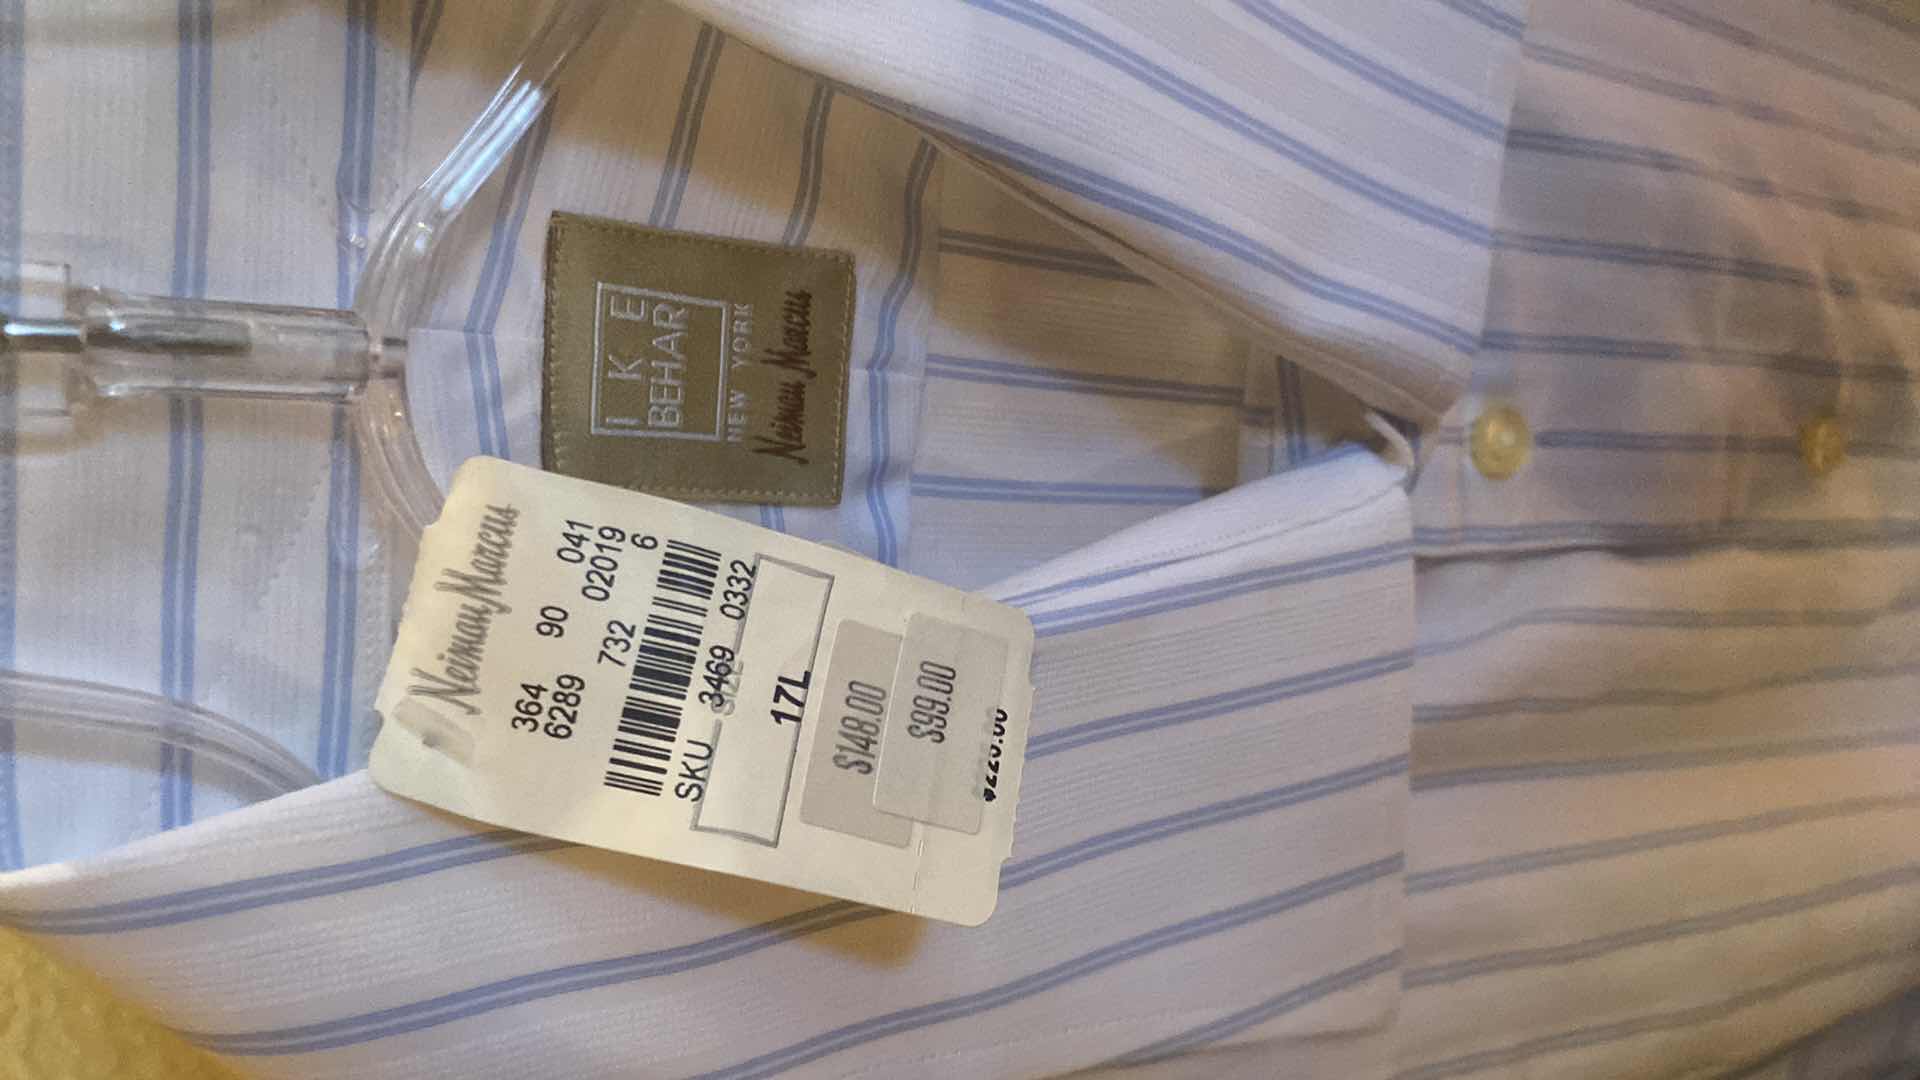 I K E
BEHAR
NEW YORK
Neiman Marcus
Neiman Marcus
364 90 041
6289 732 02019
6
SKU 3469 0332
SIZE
17L
$148.00
$99.00